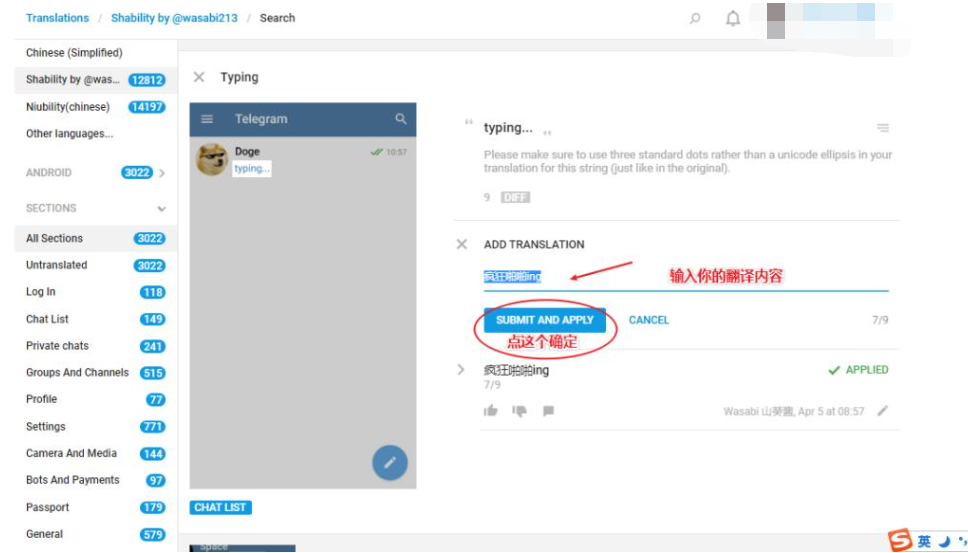 Translations / Shability by @wasabi213 / Search
Chinese (Simplified)
Shability by @was... 12812
Niubility(chinese) 14197
Other languages...
ANDROID 3022
SECTIONS
All Sections 3022
Untranslated 3022
Log In 118
Chat List 149
Private chats 241
Groups And Channels 515
Profile 77
Settings 771
Camera And Media 144
Bots And Payments 97
Passport 179
General 579
Typing
Telegram
Doge 10:57
typing...
CHAT LIST
Space
“ typing... „
Please make sure to use three standard dots rather than a unicode ellipsis in your
translation for this string (just like in the original).
9 DIFF
ADD TRANSLATION
疯狂啪啪ing
输入你的翻译内容
SUBMIT AND APPLY CANCEL 7/9
点这个确定
疯狂啪啪ing APPLIED
7/9
Wasabi 山葵醬, Apr 5 at 08:57
S 英